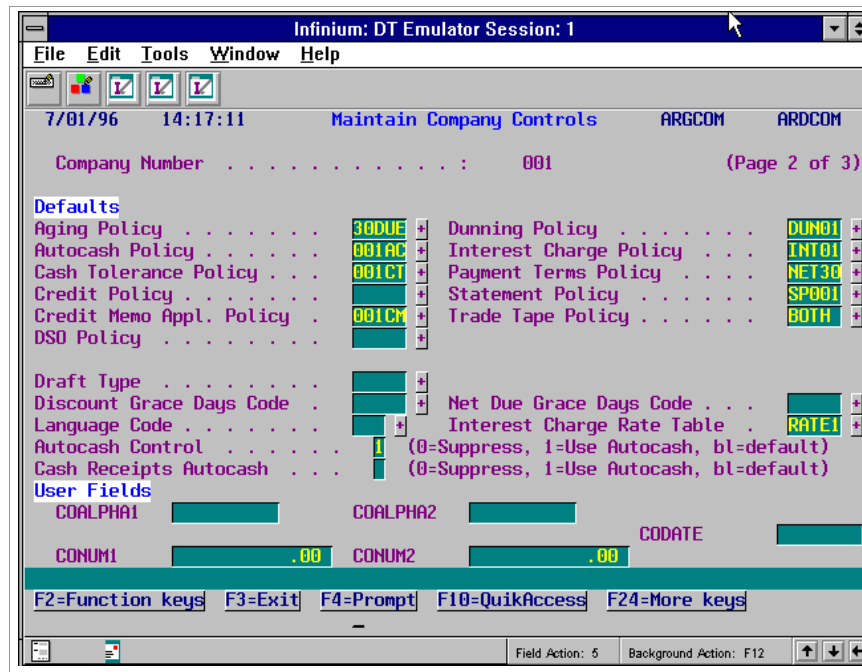 Infinium: DT Emulator Session: 1
File Edit Tools Window Help
7/01/96 14:17:11 Maintain Company Controls ARGCOM ARDCOM
Company Number . . . . . . . . . . . . : 001 (Page 2 of 3)
Defaults
Aging Policy . . . . . . . 30DUE + Dunning Policy . . . . . . . DUN01 +
Autocash Policy . . . . . . 001AC + Interest Charge Policy . . . INT01 +
Cash Tolerance Policy . . . 001CT + Payment Terms Policy . . . . NET30 +
Credit Policy . . . . . . . + Statement Policy . . . . . . SP001 +
Credit Memo Appl. Policy . 001CM + Trade Tape Policy . . . . . . BOTH +
DSO Policy . . . . . . . . +
Draft Type . . . . . . . . +
Discount Grace Days Code . + Net Due Grace Days Code . . . +
Language Code . . . . . . . + Interest Charge Rate Table . RATE1 +
Autocash Control . . . . . . 1 (0=Suppress, 1=Use Autocash, bl=default)
Cash Receipts Autocash . . . (0=Suppress, 1=Use Autocash, bl=default)
User Fields
COALPHA1 COALPHA2
CODATE
CONUM1 .00 CONUM2 .00
F2=Function keys F3=Exit F4=Prompt F10=QuikAccess F24=More keys
Field Action: 5 Background Action: F12